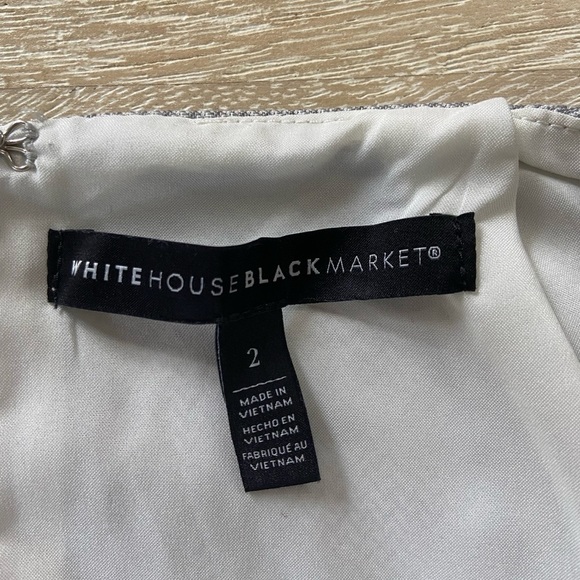 WHITEHOUSEBLACKMARKET®
2
MADE IN
VIETNAM
HECHO EN
VIETNAM
FABRIQUÉ AU
VIETNAM